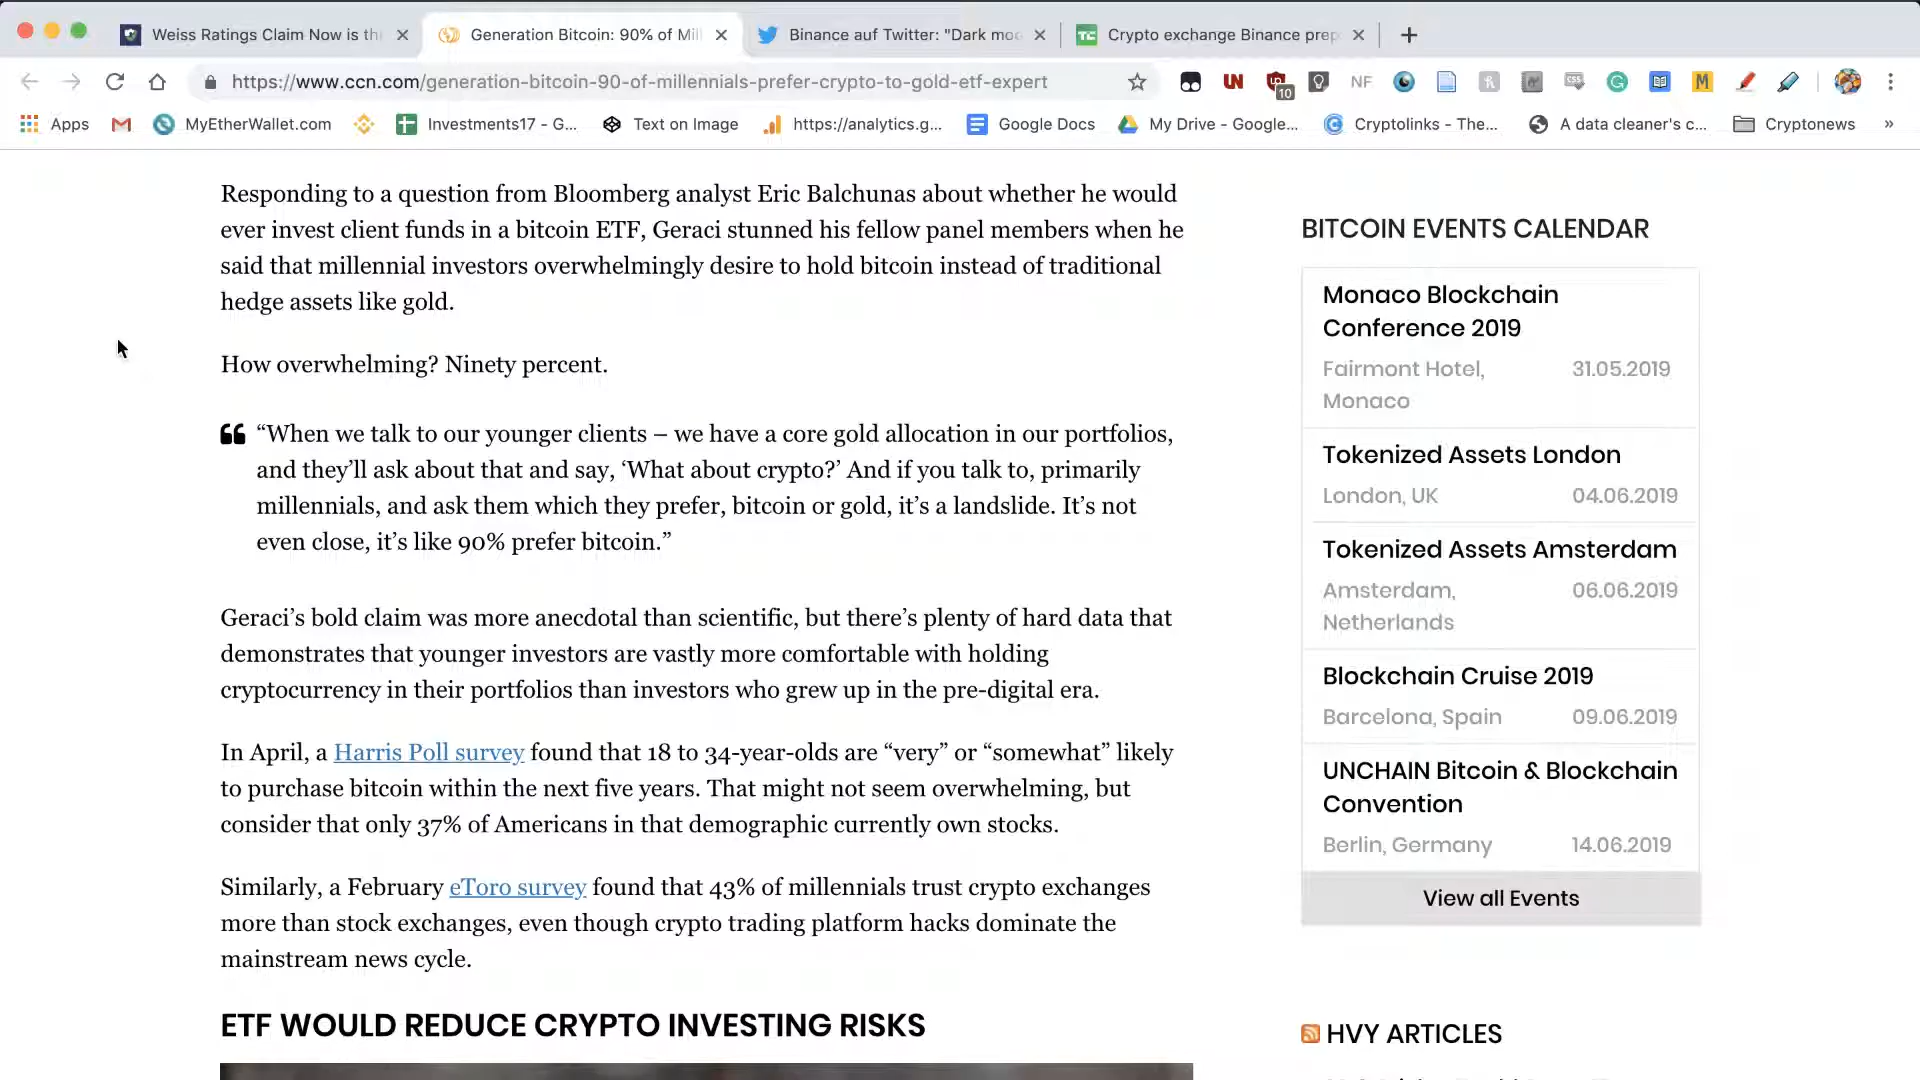 Weiss Ratings Claim Now is th
Generation Bitcoin: 90% of Mil
Binance auf Twitter: "Dark mo
Crypto exchange Binance prep
https://www.ccn.com/generation-bitcoin-90-of-millennials-prefer-crypto-to-gold-etf-expert
UN
10
NF
CSS
M
Apps
MyEtherWallet.com
Investments17 - G...
Text on Image
https://analytics.g...
Google Docs
My Drive - Google...
Cryptolinks - The...
A data cleaner's c...
Cryptonews
»
Responding to a question from Bloomberg analyst Eric Balchunas about whether he would
ever invest client funds in a bitcoin ETF, Geraci stunned his fellow panel members when he
said that millennial investors overwhelmingly desire to hold bitcoin instead of traditional
hedge assets like gold.
How overwhelming? Ninety percent.
“When we talk to our younger clients – we have a core gold allocation in our portfolios,
and they’ll ask about that and say, ‘What about crypto?’ And if you talk to, primarily
millennials, and ask them which they prefer, bitcoin or gold, it’s a landslide. It’s not
even close, it’s like 90% prefer bitcoin.”
Geraci’s bold claim was more anecdotal than scientific, but there’s plenty of hard data that
demonstrates that younger investors are vastly more comfortable with holding
cryptocurrency in their portfolios than investors who grew up in the pre-digital era.
In April, a Harris Poll survey found that 18 to 34-year-olds are “very” or “somewhat” likely
to purchase bitcoin within the next five years. That might not seem overwhelming, but
consider that only 37% of Americans in that demographic currently own stocks.
Similarly, a February eToro survey found that 43% of millennials trust crypto exchanges
more than stock exchanges, even though crypto trading platform hacks dominate the
mainstream news cycle.
ETF WOULD REDUCE CRYPTO INVESTING RISKS
BITCOIN EVENTS CALENDAR
Monaco Blockchain
Conference 2019
Fairmont Hotel, 31.05.2019
Monaco
Tokenized Assets London
London, UK 04.06.2019
Tokenized Assets Amsterdam
Amsterdam, 06.06.2019
Netherlands
Blockchain Cruise 2019
Barcelona, Spain 09.06.2019
UNCHAIN Bitcoin & Blockchain
Convention
Berlin, Germany 14.06.2019
View all Events
HVY ARTICLES